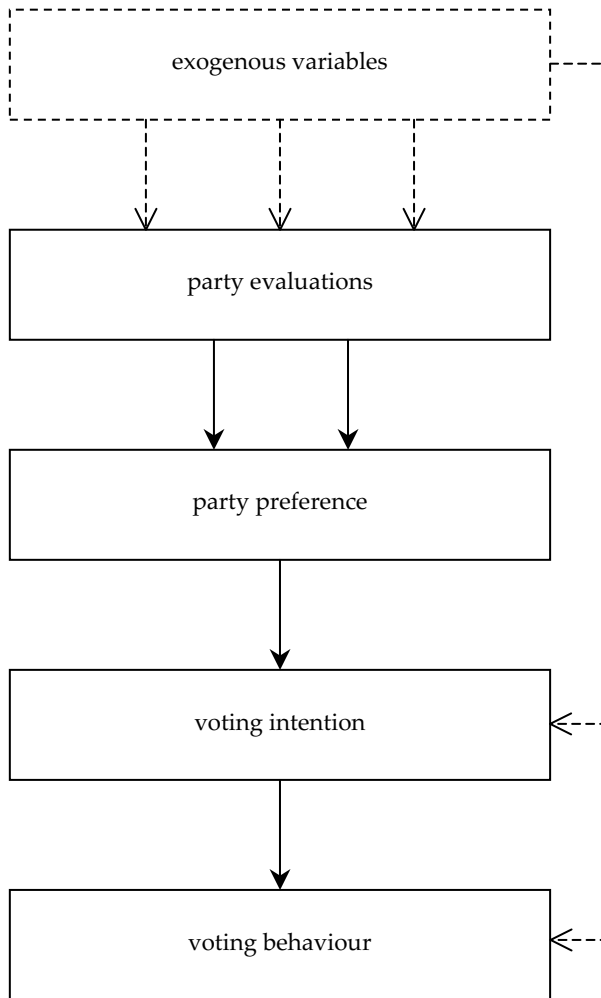 exogenous variables
party evaluations
party preference
voting intention
voting behaviour